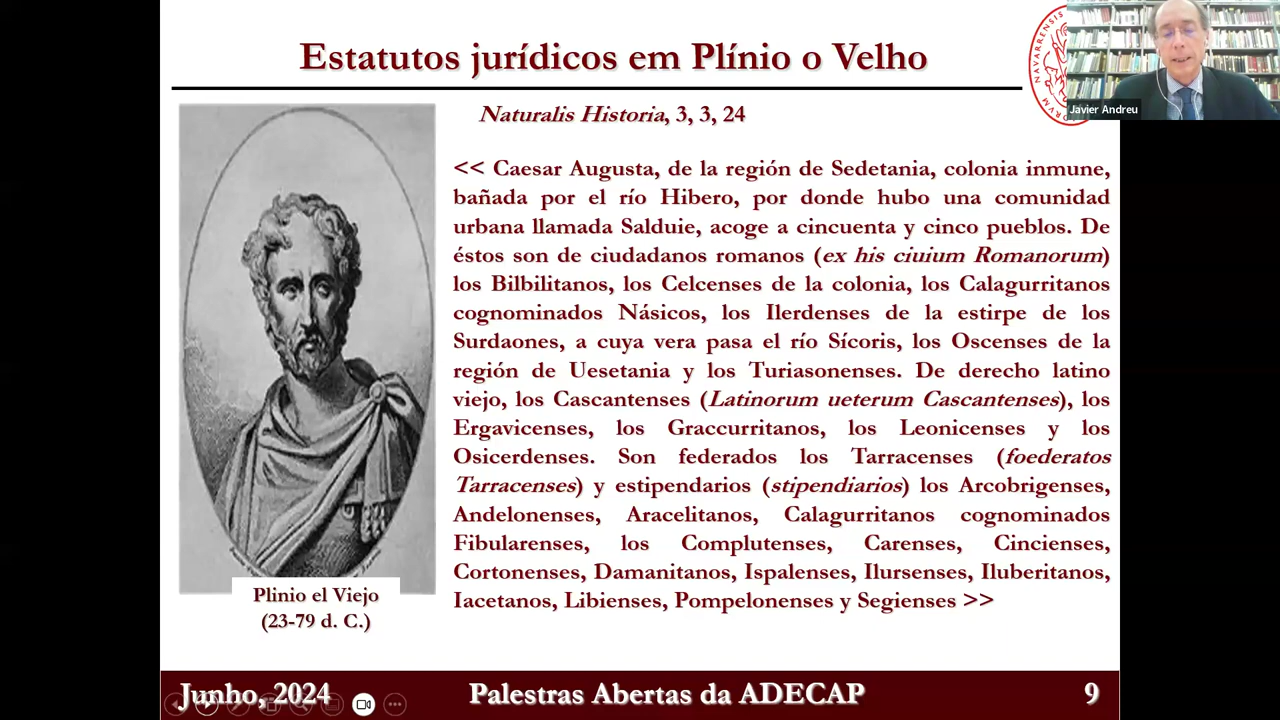 Estatutos jurídicos em Plínio o Velho
NAVARRENSIS
Javier Andreu
Naturalis Historia, 3, 3, 24
<< Caesar Augusta, de la región de Sedetania, colonia inmune,
bañada por el río Hibero, por donde hubo una comunidad
urbana llamada Salduie, acoge a cincuenta y cinco pueblos. De
éstos son de ciudadanos romanos (ex his ciuium Romanorum)
los Bilbilitanos, los Celcenses de la colonia, los Calagurritanos
cognominados Násicos, los Ilerdenses de la estirpe de los
Surdaones, a cuya vera pasa el río Sícoris, los Oscenses de la
región de Uesetania y los Turiasonenses. De derecho latino
viejo, los Cascantenses (Latinorum ueterum Cascantenses), los
Ergavicenses, los Graccurritanos, los Leonicenses y los
Osicerdenses. Son federados los Tarracenses (foederatos
Tarracenses) y estipendarios (stipendiarios) los Arcobrigenses,
Andelonenses, Aracelitanos, Calagurritanos cognominados
Fibularenses, los Complutenses, Carenses, Cincienses,
Cortonenses, Damanitanos, Ispalenses, Ilursenses, Iluberitanos,
Iacetanos, Libienses, Pompelonenses y Segienses >>
Plinio el Viejo
(23-79 d. C.)
Junho, 2024
Palestras Abertas da ADECAP
9